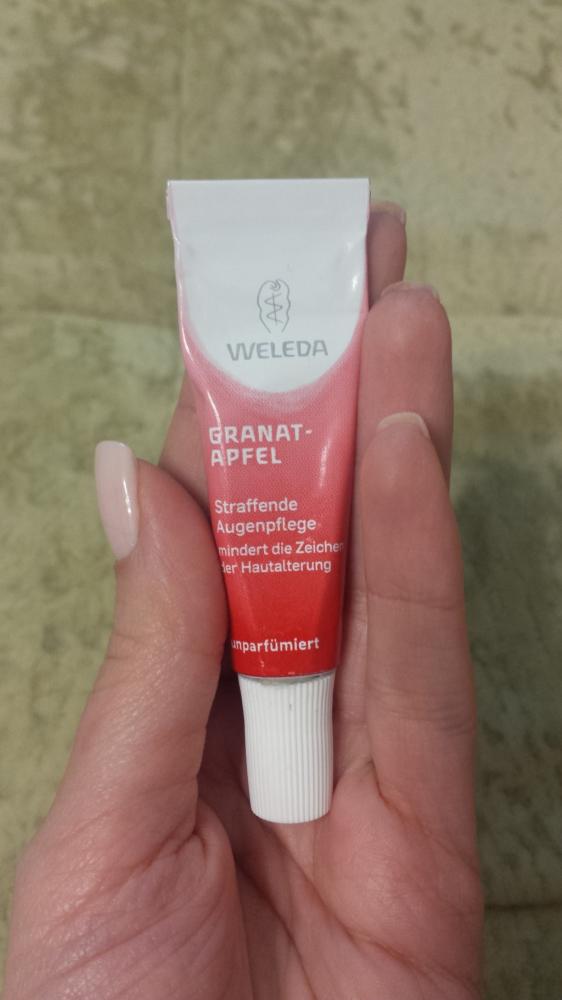 WELEDA
GRANAT-
APFEL
Straffende
Augenpflege
mindert die Zeichen
der Hautalterung
unparfümiert